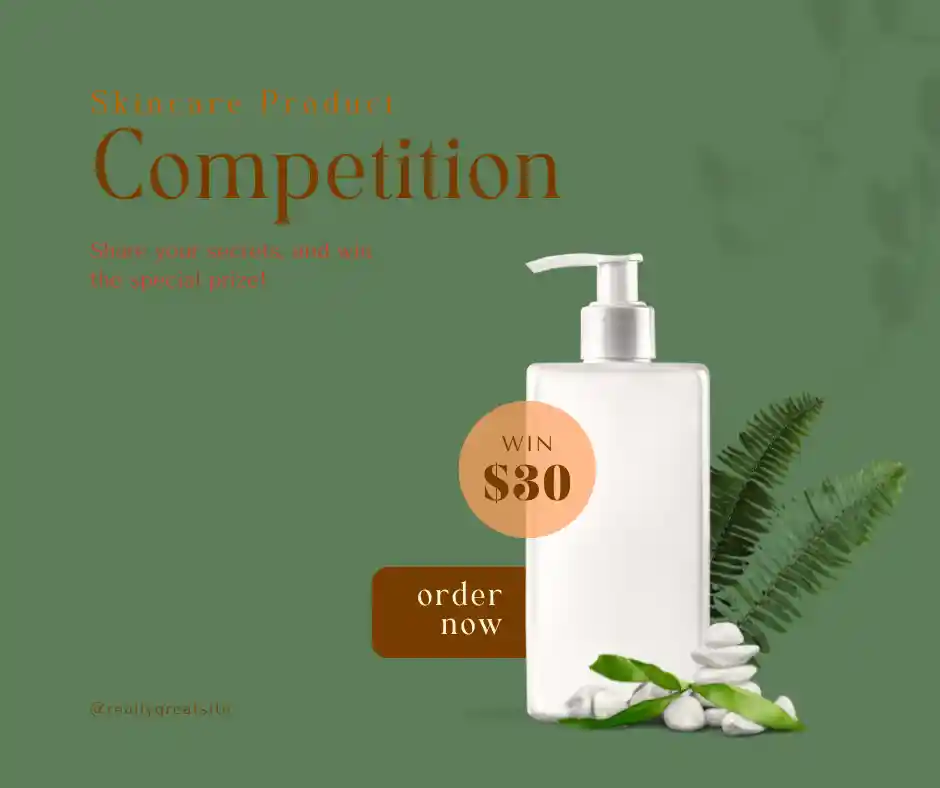 Skincare Product
Competition
Share your secrets, and win
the special prize!
WIN
$30
order
now
@reallygreatsite